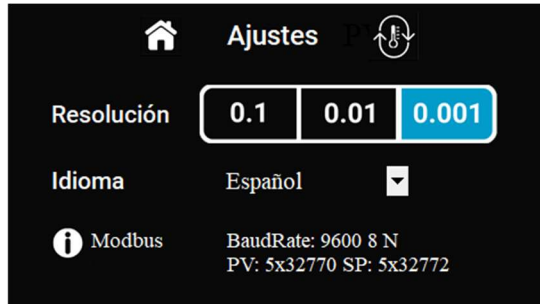 Ajustes
Resolución 0.1 0.01 0.001
Idioma Español
Modbus BaudRate: 9600 8 N
PV: 5x32770 SP: 5x32772